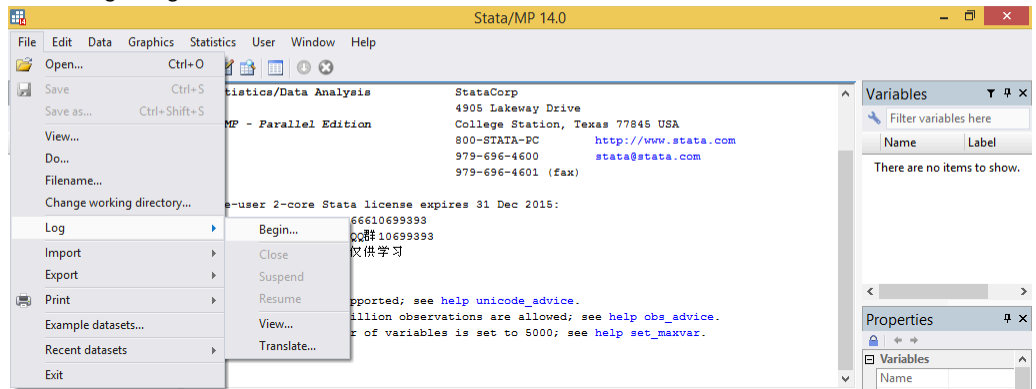 Stata/MP 14.0
File Edit Data Graphics Statistics User Window Help
Open... Ctrl+O
Save Ctrl+S
Save as... Ctrl+Shift+S
View...
Do...
Filename...
Change working directory...
Log
Import
Export
Print
Example datasets...
Recent datasets
Exit
Begin...
Close
Suspend
Resume
View...
Translate...
tistics/Data Analysis StataCorp
4905 Lakeway Drive
MP - Parallel Edition College Station, Texas 77845 USA
800-STATA-PC http://www.stata.com
979-696-4600 stata@stata.com
979-696-4601 (fax)
e-user 2-core Stata license expires 31 Dec 2015:
66610699393
QQ群10699393
仅供学习
pported; see help unicode_advice.
illion observations are allowed; see help obs_advice.
r of variables is set to 5000; see help set_maxvar.
Variables
Filter variables here
Name Label
There are no items to show.
Properties
Variables
Name